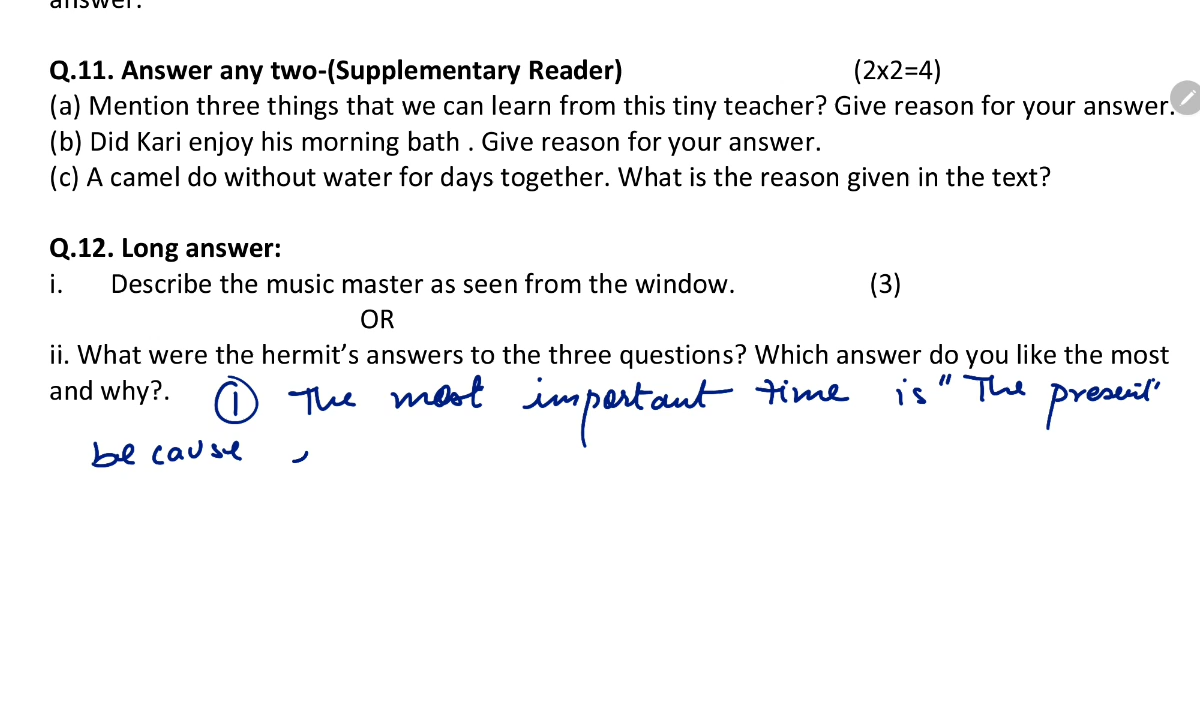 answer.
Q.11. Answer any two-(Supplementary Reader) (2x2=4)
(a) Mention three things that we can learn from this tiny teacher? Give reason for your answer.
(b) Did Kari enjoy his morning bath . Give reason for your answer.
(c) A camel do without water for days together. What is the reason given in the text?
Q.12. Long answer:
i. Describe the music master as seen from the window. (3)
OR
ii. What were the hermit’s answers to the three questions? Which answer do you like the most
and why?. ① The most important time is "The present"
because ,